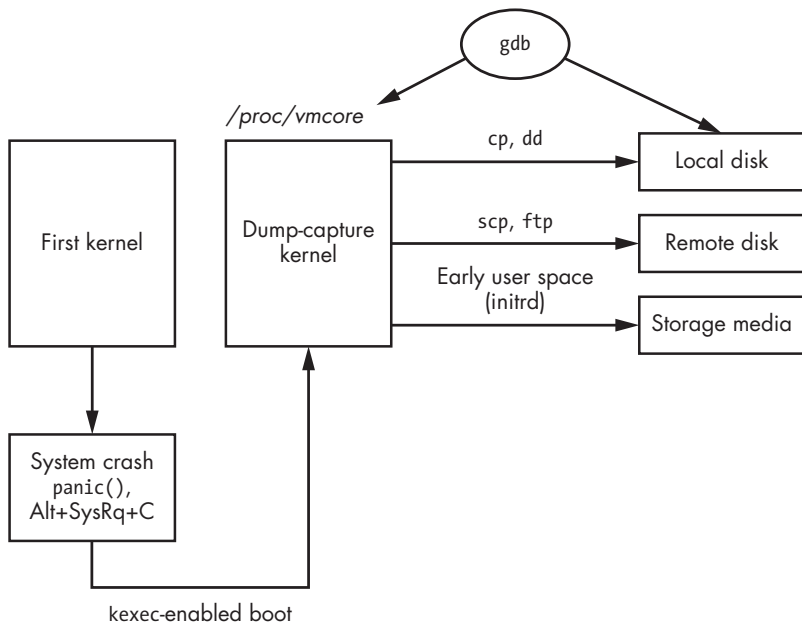 gdb
/proc/vmcore
cp, dd
Local disk
First kernel
Dump-capture
kernel
scp, ftp
Remote disk
Early user space
(initrd)
Storage media
System crash
panic(),
Alt+SysRq+C
kexec-enabled boot